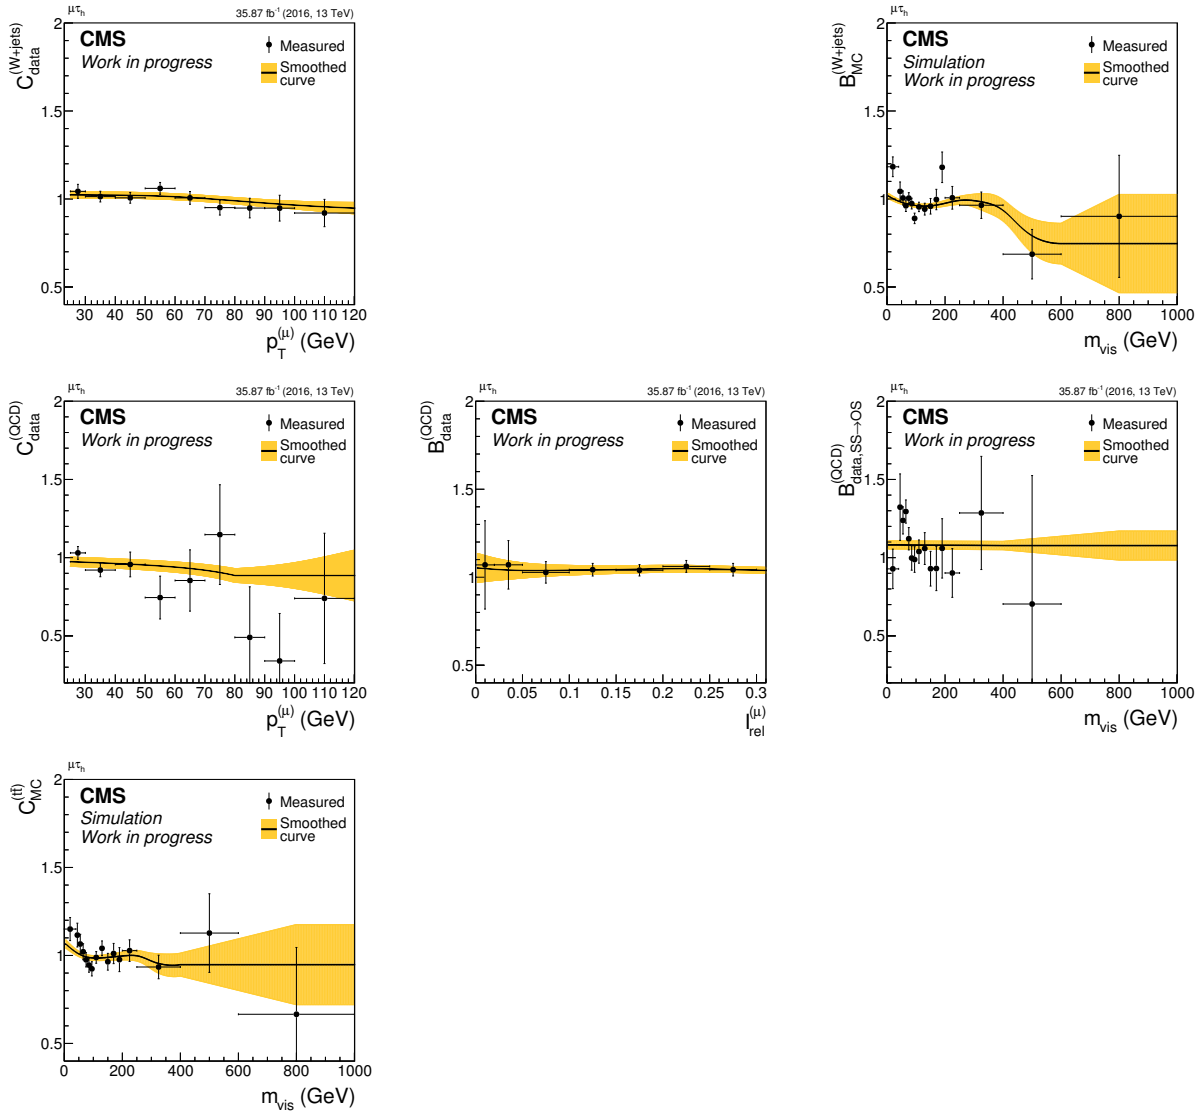 μτh 35.87 fb-1 (2016, 13 TeV)
CMS
Work in progress
Measured
Smoothed
curve
C(W+jets)data
2
1.5
1
0.5
30 40 50 60 70 80 90 100 110 120
pT(μ) (GeV)
μτh
CMS
Simulation
Work in progress
Measured
Smoothed
curve
B(W+jets)MC
2
1.5
1
0.5
0 200 400 600 800 1000
mvis (GeV)
μτh 35.87 fb-1 (2016, 13 TeV)
CMS
Work in progress
Measured
Smoothed
curve
C(QCD)data
2
1.5
1
0.5
30 40 50 60 70 80 90 100 110 120
pT(μ) (GeV)
μτh 35.87 fb-1 (2016, 13 TeV)
CMS
Work in progress
Measured
Smoothed
curve
B(QCD)data
2
1.5
1
0.5
0 0.05 0.1 0.15 0.2 0.25 0.3
Irel(μ)
μτh 35.87 fb-1 (2016, 13 TeV)
CMS
Work in progress
Measured
Smoothed
curve
B(QCD)data,SS→OS
2
1.5
1
0.5
0 200 400 600 800 1000
mvis (GeV)
μτh
CMS
Simulation
Work in progress
Measured
Smoothed
curve
C(tt̄)MC
2
1.5
1
0.5
0 200 400 600 800 1000
mvis (GeV)